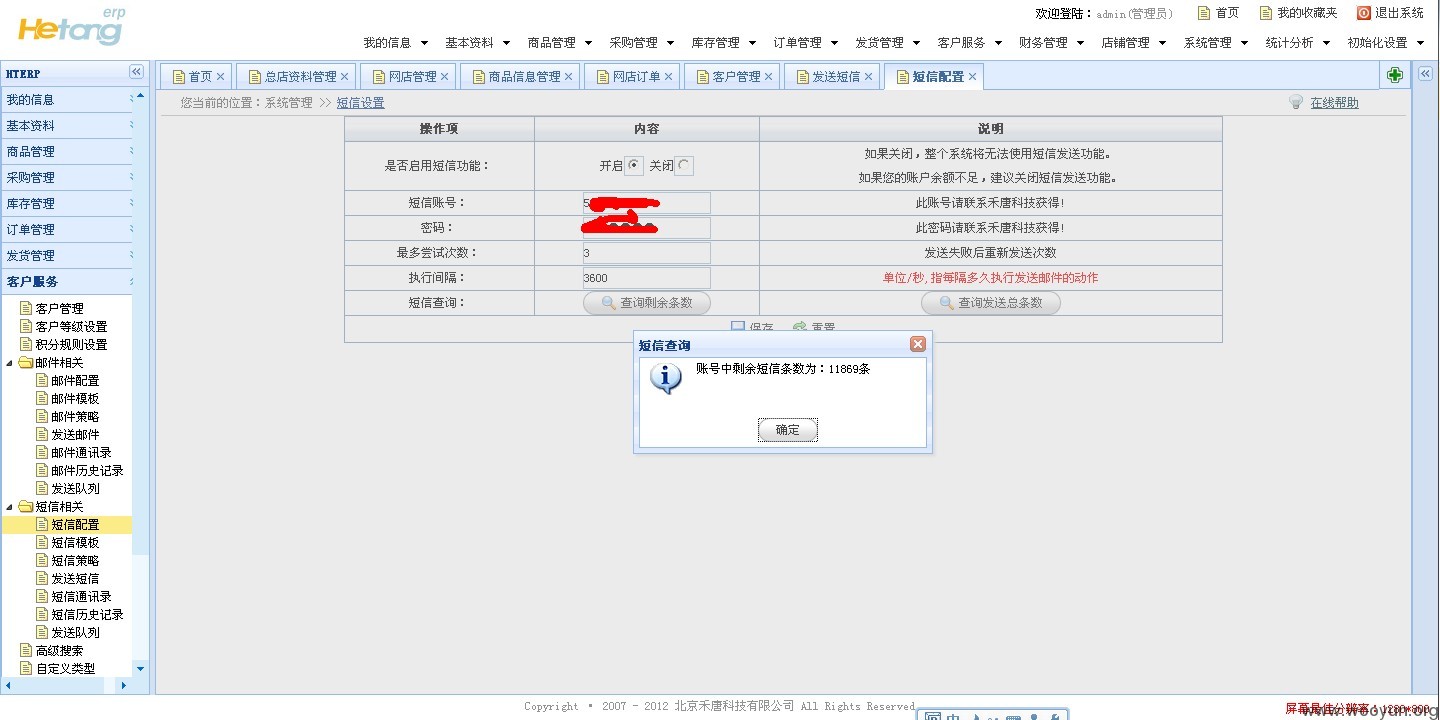 erp
Hetang
欢迎登陆：admin(管理员) 首页 我的收藏夹 退出系统
我的信息 基本资料 商品管理 采购管理 库存管理 订单管理 发货管理 客户服务 财务管理 店铺管理 系统管理 统计分析 初始化设置
HTERP
首页 总店资料管理 网店管理 商品信息管理 网店订单 客户管理 发送短信 短信配置
您当前的位置：系统管理 >> 短信设置
在线帮助
我的信息
基本资料
商品管理
采购管理
库存管理
订单管理
发货管理
客户服务
客户管理
客户等级设置
积分规则设置
邮件相关
邮件配置
邮件模板
邮件策略
发送邮件
邮件通讯录
邮件历史记录
发送队列
短信相关
短信配置
短信模板
短信策略
发送短信
短信通讯录
短信历史记录
发送队列
高级搜索
自定义类型
操作项 内容 说明
是否启用短信功能： 开启 关闭 如果关闭，整个系统将无法使用短信发送功能。
如果您的账户余额不足，建议关闭短信发送功能。
短信账号： 5 此账号请联系禾唐科技获得!
密码： 此密码请联系禾唐科技获得!
最多尝试次数： 3 发送失败后重新发送次数
执行间隔： 3600 单位/秒,指每隔多久执行发送邮件的动作
短信查询： 查询剩余条数 查询发送总条数
保存 重置
短信查询
账号中剩余短信条数为：11869条
确定
Copyright • 2007 - 2012 北京禾唐科技有限公司 All Rights Reserved
屏幕最佳分辨率：1280*800
www.wooyun.org